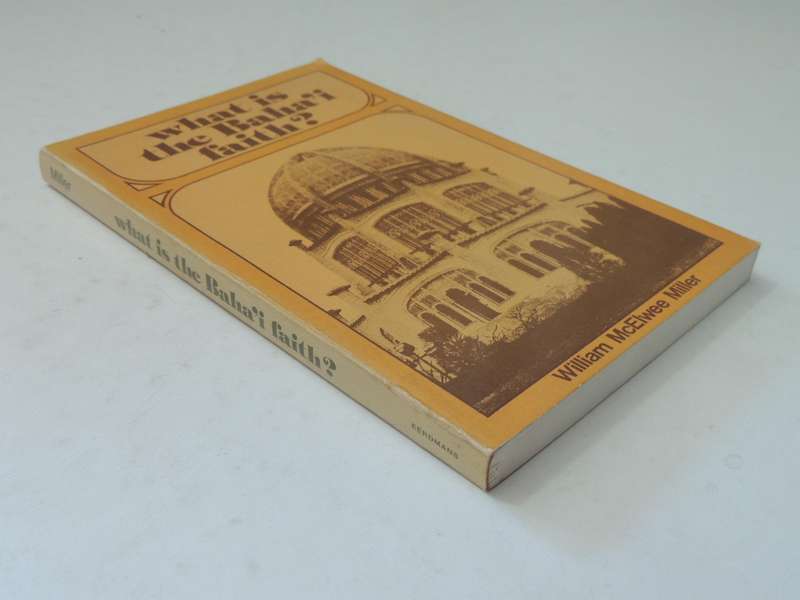 what is
the Baha'i
faith?
William McElwee Miller
Miller
what is the Baha'i faith?
EERDMANS